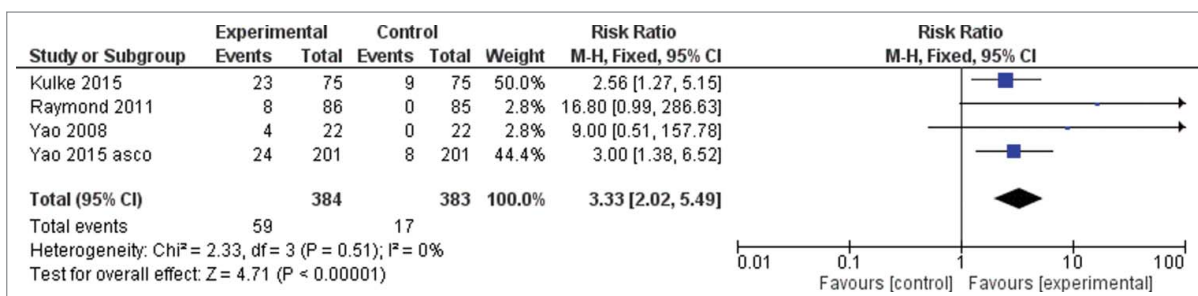 Experimental Control Risk Ratio Risk Ratio
Study or Subgroup Events Total Events Total Weight M-H, Fixed, 95% CI M-H, Fixed, 95% CI
Kulke 2015 23 75 9 75 50.0% 2.56 [1.27, 5.15]
Raymond 2011 8 86 0 85 2.8% 16.80 [0.99, 286.63]
Yao 2008 4 22 0 22 2.8% 9.00 [0.51, 157.78]
Yao 2015 asco 24 201 8 201 44.4% 3.00 [1.38, 6.52]
Total (95% CI) 384 383 100.0% 3.33 [2.02, 5.49]
Total events 59 17
Heterogeneity: Chi² = 2.33, df = 3 (P = 0.51); I² = 0%
Test for overall effect: Z = 4.71 (P < 0.00001)
0.01 0.1 1 10 100
Favours [control] Favours [experimental]